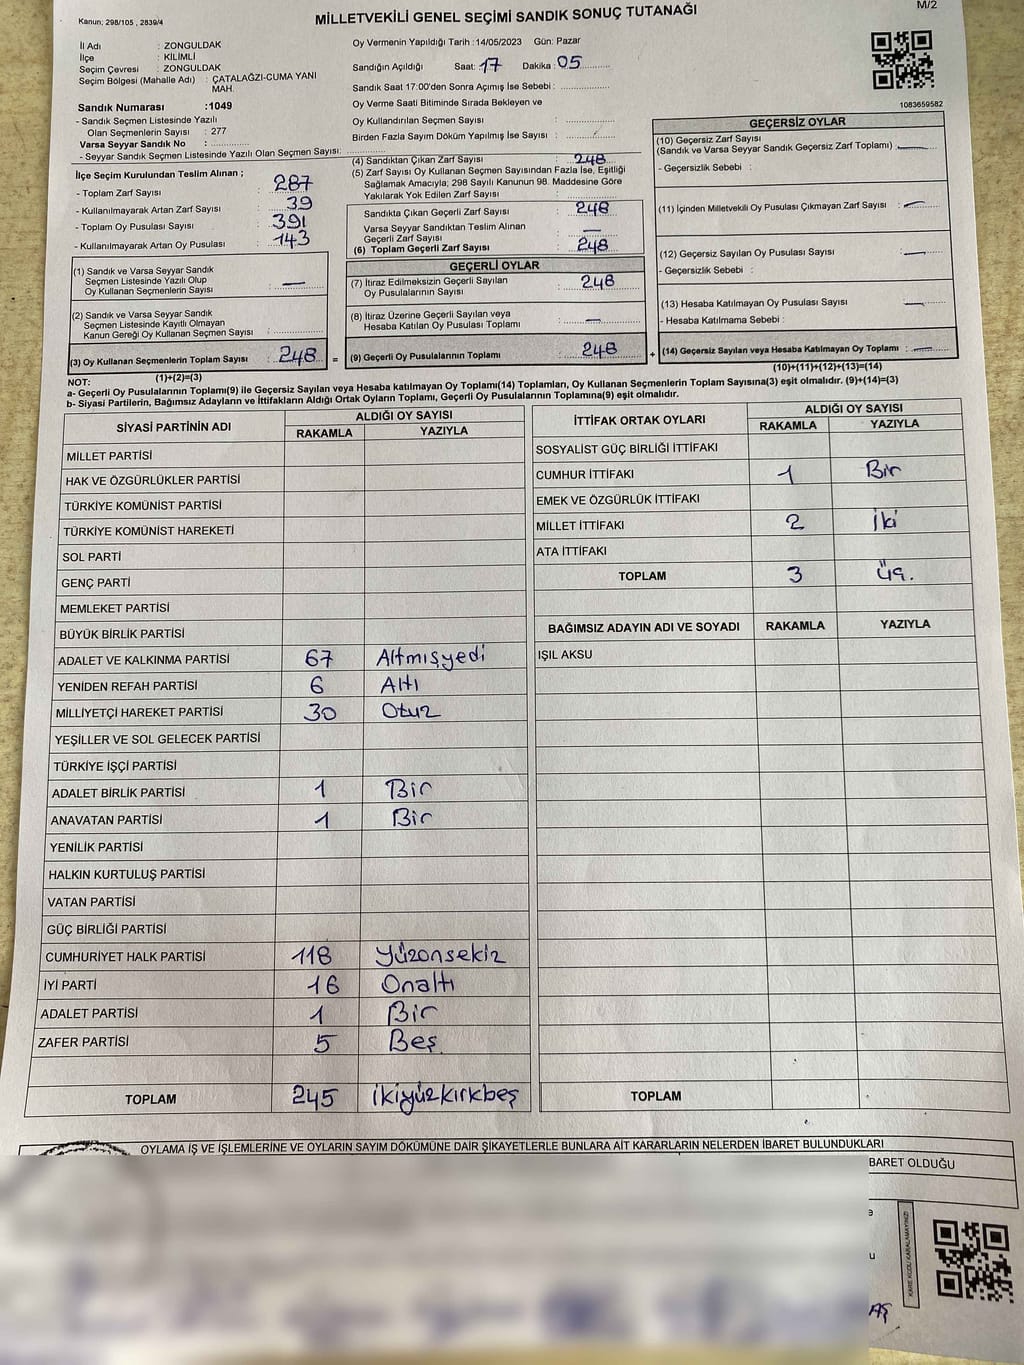 Kanun: 298/105 , 2839/4
MİLLETVEKİLİ GENEL SEÇİMİ SANDIK SONUÇ TUTANAĞI
M/2
İl Adı : ZONGULDAK
İlçe : KİLİMLİ
Seçim Çevresi : ZONGULDAK
Seçim Bölgesi (Mahalle Adı) : ÇATALAĞZI-CUMA YANI MAH.
Sandık Numarası :1049
- Sandık Seçmen Listesinde Yazılı
Olan Seçmenlerin Sayısı : 277
Varsa Seyyar Sandık No :
- Seyyar Sandık Seçmen Listesinde Yazılı Olan Seçmen Sayısı:
Oy Vermenin Yapıldığı Tarih :14/05/2023 Gün: Pazar
Sandığın Açıldığı Saat: 17 Dakika : 05
Sandık Saat 17:00'den Sonra Açımış İse Sebebi :
Oy Verme Saati Bitiminde Sırada Bekleyen ve
Oy Kullandırılan Seçmen Sayısı :
Birden Fazla Sayım Döküm Yapılmış İse Sayısı :
1083659582
İlçe Seçim Kurulundan Teslim Alınan ;
- Toplam Zarf Sayısı : 287
- Kullanılmayarak Artan Zarf Sayısı : 39
- Toplam Oy Pusulası Sayısı : 391
- Kullanılmayarak Artan Oy Pusulası : 143
(4) Sandıktan Çıkan Zarf Sayısı : 248
(5) Zarf Sayısı Oy Kullanan Seçmen Sayısından Fazla İse, Eşitliği
Sağlamak Amacıyla; 298 Sayılı Kanunun 98. Maddesine Göre
Yakılarak Yok Edilen Zarf Sayısı
Sandıkta Çıkan Geçerli Zarf Sayısı : 248
Varsa Seyyar Sandıktan Teslim Alınan
Geçerli Zarf Sayısı : —
(6) Toplam Geçerli Zarf Sayısı : 248
GEÇERSİZ OYLAR
(10) Geçersiz Zarf Sayısı
(Sandık ve Varsa Seyyar Sandık Geçersiz Zarf Toplamı) : —
- Geçersizlik Sebebi :
(11) İçinden Milletvekili Oy Pusulası Çıkmayan Zarf Sayısı : —
(12) Geçersiz Sayılan Oy Pusulası Sayısı : —
- Geçersizlik Sebebi :
(13) Hesaba Katılmayan Oy Pusulası Sayısı : —
- Hesaba Katılmama Sebebi :
(14) Geçersiz Sayılan veya Hesaba Katılmayan Oy Toplamı : —
(10)+(11)+(12)+(13)=(14)
(1) Sandık ve Varsa Seyyar Sandık
Seçmen Listesinde Yazılı Olup
Oy Kullanan Seçmenlerin Sayısı : —
(2) Sandık ve Varsa Seyyar Sandık
Seçmen Listesinde Kayıtlı Olmayan
Kanun Gereği Oy Kullanan Seçmen Sayısı :
(3) Oy Kullanan Seçmenlerin Toplam Sayısı : 248 =
(1)+(2)=(3)
GEÇERLİ OYLAR
(7) İtiraz Edilmeksizin Geçerli Sayılan
Oy Pusulalarının Sayısı : 248
(8) İtiraz Üzerine Geçerli Sayılan veya
Hesaba Katılan Oy Pusulası Toplamı : —
(9) Geçerli Oy Pusulalarının Toplamı : 248 +
NOT:
a- Geçerli Oy Pusulalarının Toplamı(9) ile Geçersiz Sayılan veya Hesaba katılmayan Oy Toplamı(14) Toplamları, Oy Kullanan Seçmenlerin Toplam Sayısına(3) eşit olmalıdır. (9)+(14)=(3)
b- Siyasi Partilerin, Bağımsız Adayların ve İttifakların Aldığı Ortak Oyların Toplamı, Geçerli Oy Pusulalarının Toplamına(9) eşit olmalıdır.
SİYASİ PARTİNİN ADI ALDIĞI OY SAYISI
RAKAMLA YAZIYLA
MİLLET PARTİSİ
HAK VE ÖZGÜRLÜKLER PARTİSİ
TÜRKİYE KOMÜNİST PARTİSİ
TÜRKİYE KOMÜNİST HAREKETİ
SOL PARTİ
GENÇ PARTİ
MEMLEKET PARTİSİ
BÜYÜK BİRLİK PARTİSİ
ADALET VE KALKINMA PARTİSİ 67 Altmışyedi
YENİDEN REFAH PARTİSİ 6 Altı
MİLLİYETÇİ HAREKET PARTİSİ 30 Otuz
YEŞİLLER VE SOL GELECEK PARTİSİ
TÜRKİYE İŞÇİ PARTİSİ
ADALET BİRLİK PARTİSİ 1 Bir
ANAVATAN PARTİSİ 1 Bir
YENİLİK PARTİSİ
HALKIN KURTULUŞ PARTİSİ
VATAN PARTİSİ
GÜÇ BİRLİĞİ PARTİSİ
CUMHURİYET HALK PARTİSİ 118 Yüzonsekiz
İYİ PARTİ 16 Onaltı
ADALET PARTİSİ 1 Bir
ZAFER PARTİSİ 5 Beş
TOPLAM 245 ikiyüzkırkbeş
İTTİFAK ORTAK OYLARI ALDIĞI OY SAYISI
RAKAMLA YAZIYLA
SOSYALİST GÜÇ BİRLİĞİ İTTİFAKI
CUMHUR İTTİFAKI 1 Bir
EMEK VE ÖZGÜRLÜK İTTİFAKI
MİLLET İTTİFAKI 2 İki
ATA İTTİFAKI
TOPLAM 3 Üç.
BAĞIMSIZ ADAYIN ADI VE SOYADI RAKAMLA YAZIYLA
IŞIL AKSU
TOPLAM
OYLAMA İŞ VE İŞLEMLERİNE VE OYLARIN SAYIM DÖKÜMÜNE DAİR ŞİKAYETLERLE BUNLARA AİT KARARLARIN NELERDEN İBARET BULUNDUKLARI
BARET OLDUĞU
KARE KODU KARALAMAYINIZ!